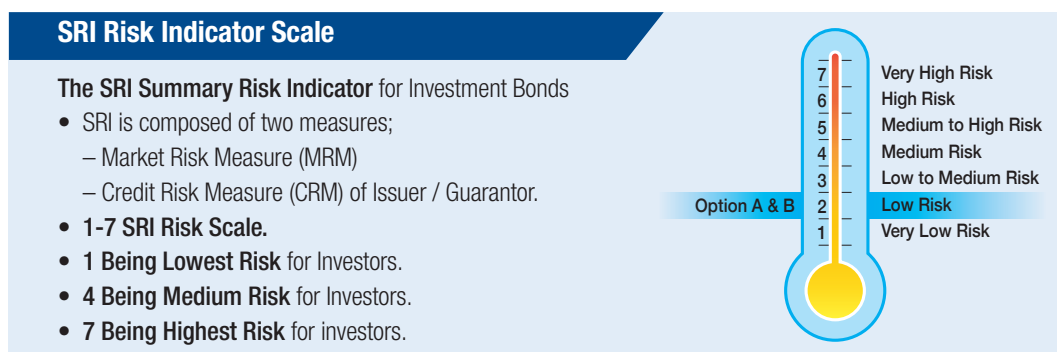 SRI Risk Indicator Scale
The SRI Summary Risk Indicator for Investment Bonds
• SRI is composed of two measures;
– Market Risk Measure (MRM)
– Credit Risk Measure (CRM) of Issuer / Guarantor.
• 1-7 SRI Risk Scale.
• 1 Being Lowest Risk for Investors.
• 4 Being Medium Risk for Investors.
• 7 Being Highest Risk for investors.
7 Very High Risk
6 High Risk
5 Medium to High Risk
4 Medium Risk
3 Low to Medium Risk
Option A & B 2 Low Risk
1 Very Low Risk